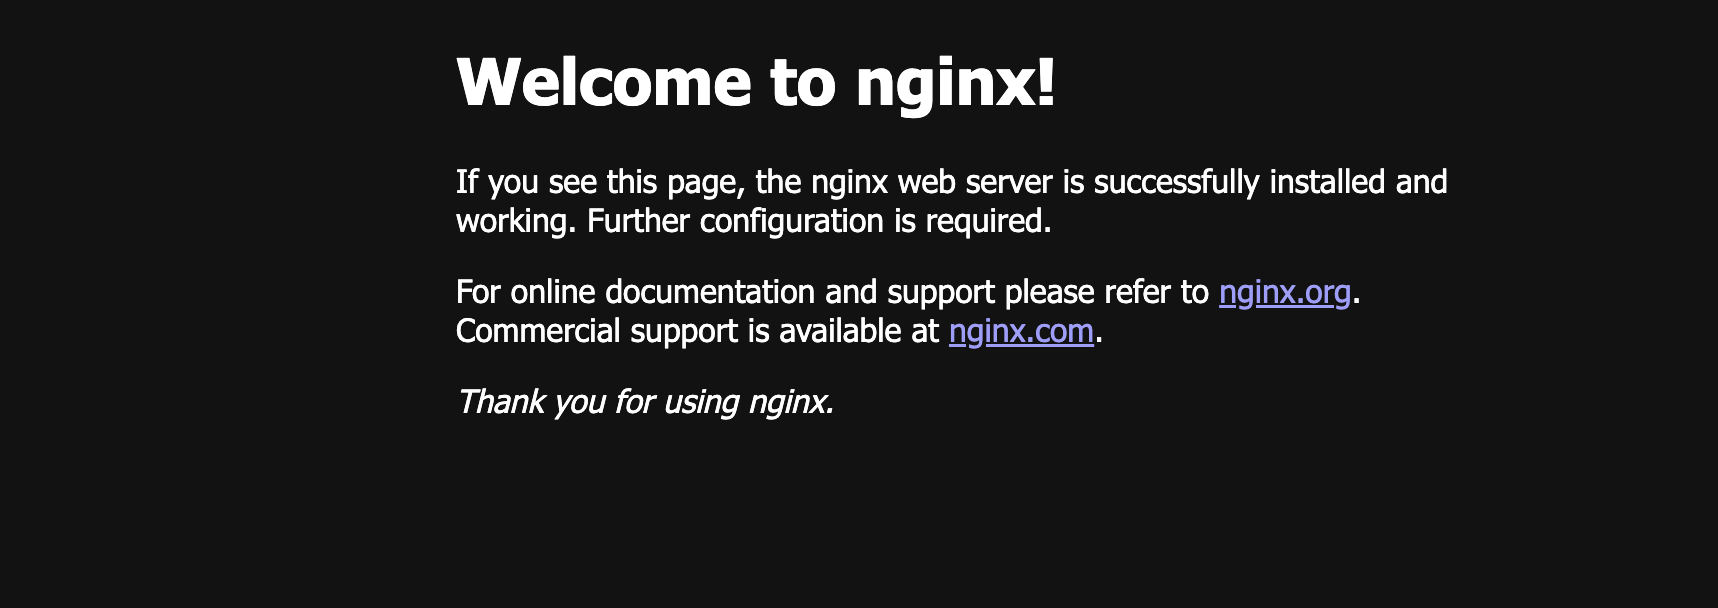 Welcome to nginx!
If you see this page, the nginx web server is successfully installed and
working. Further configuration is required.
For online documentation and support please refer to nginx.org.
Commercial support is available at nginx.com.
Thank you for using nginx.